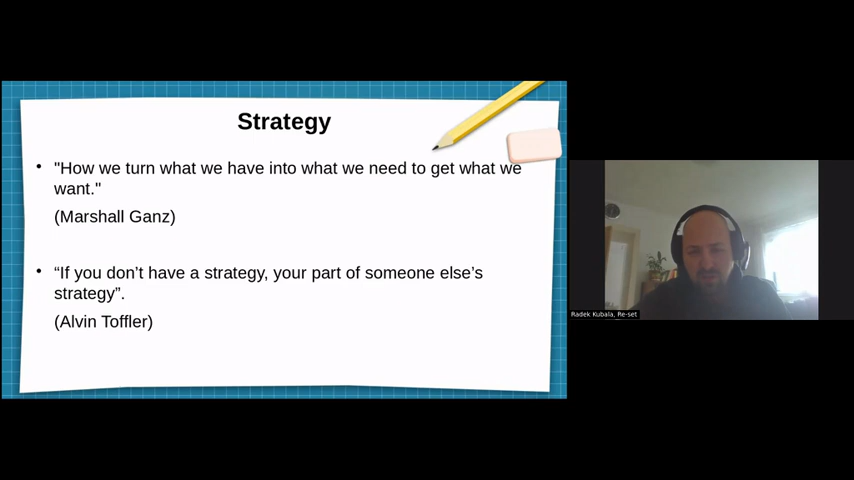 Strategy
• "How we turn what we have into what we need to get what we
want."
(Marshall Ganz)
• “If you don’t have a strategy, your part of someone else’s
strategy”.
(Alvin Toffler)
Radek Kubala, Re-set